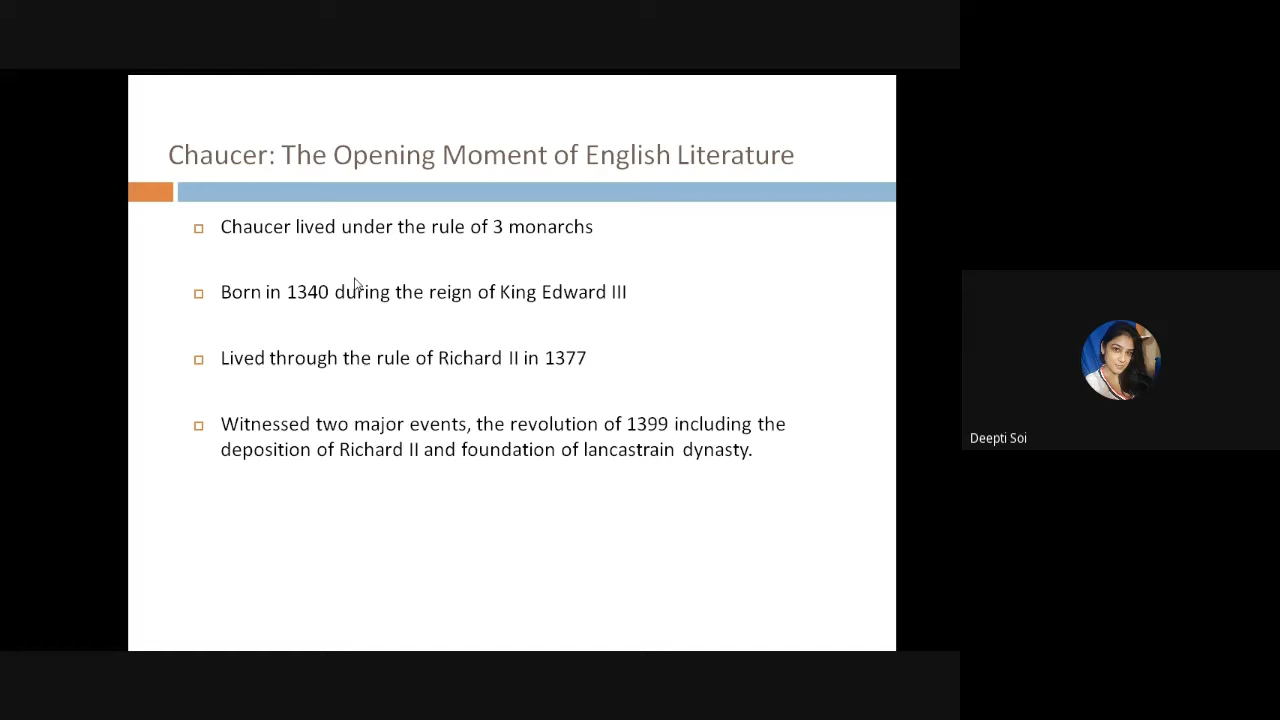 Chaucer: The Opening Moment of English Literature
Chaucer lived under the rule of 3 monarchs
Born in 1340 during the reign of King Edward III
Lived through the rule of Richard II in 1377
Witnessed two major events, the revolution of 1399 including the
deposition of Richard II and foundation of lancastrain dynasty.
Deepti Soi